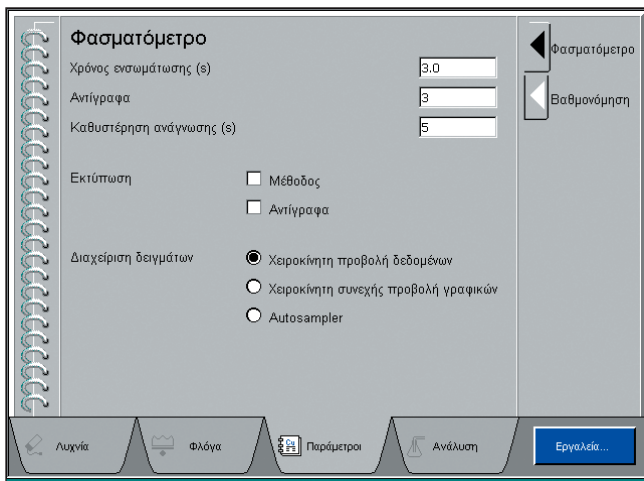 Φασματόμετρο
Χρόνος ενσωμάτωσης (s) 3.0
Αντίγραφα 3
Καθυστέρηση ανάγνωσης (s) 5
Εκτύπωση Μέθοδος
Αντίγραφα
Διαχείριση δειγμάτων Χειροκίνητη προβολή δεδομένων
Χειροκίνητη συνεχής προβολή γραφικών
Autosampler
Φασματόμετρο
Βαθμονόμηση
Λυχνία Φλόγα Cu Παράμετροι Ανάλυση Εργαλεία...